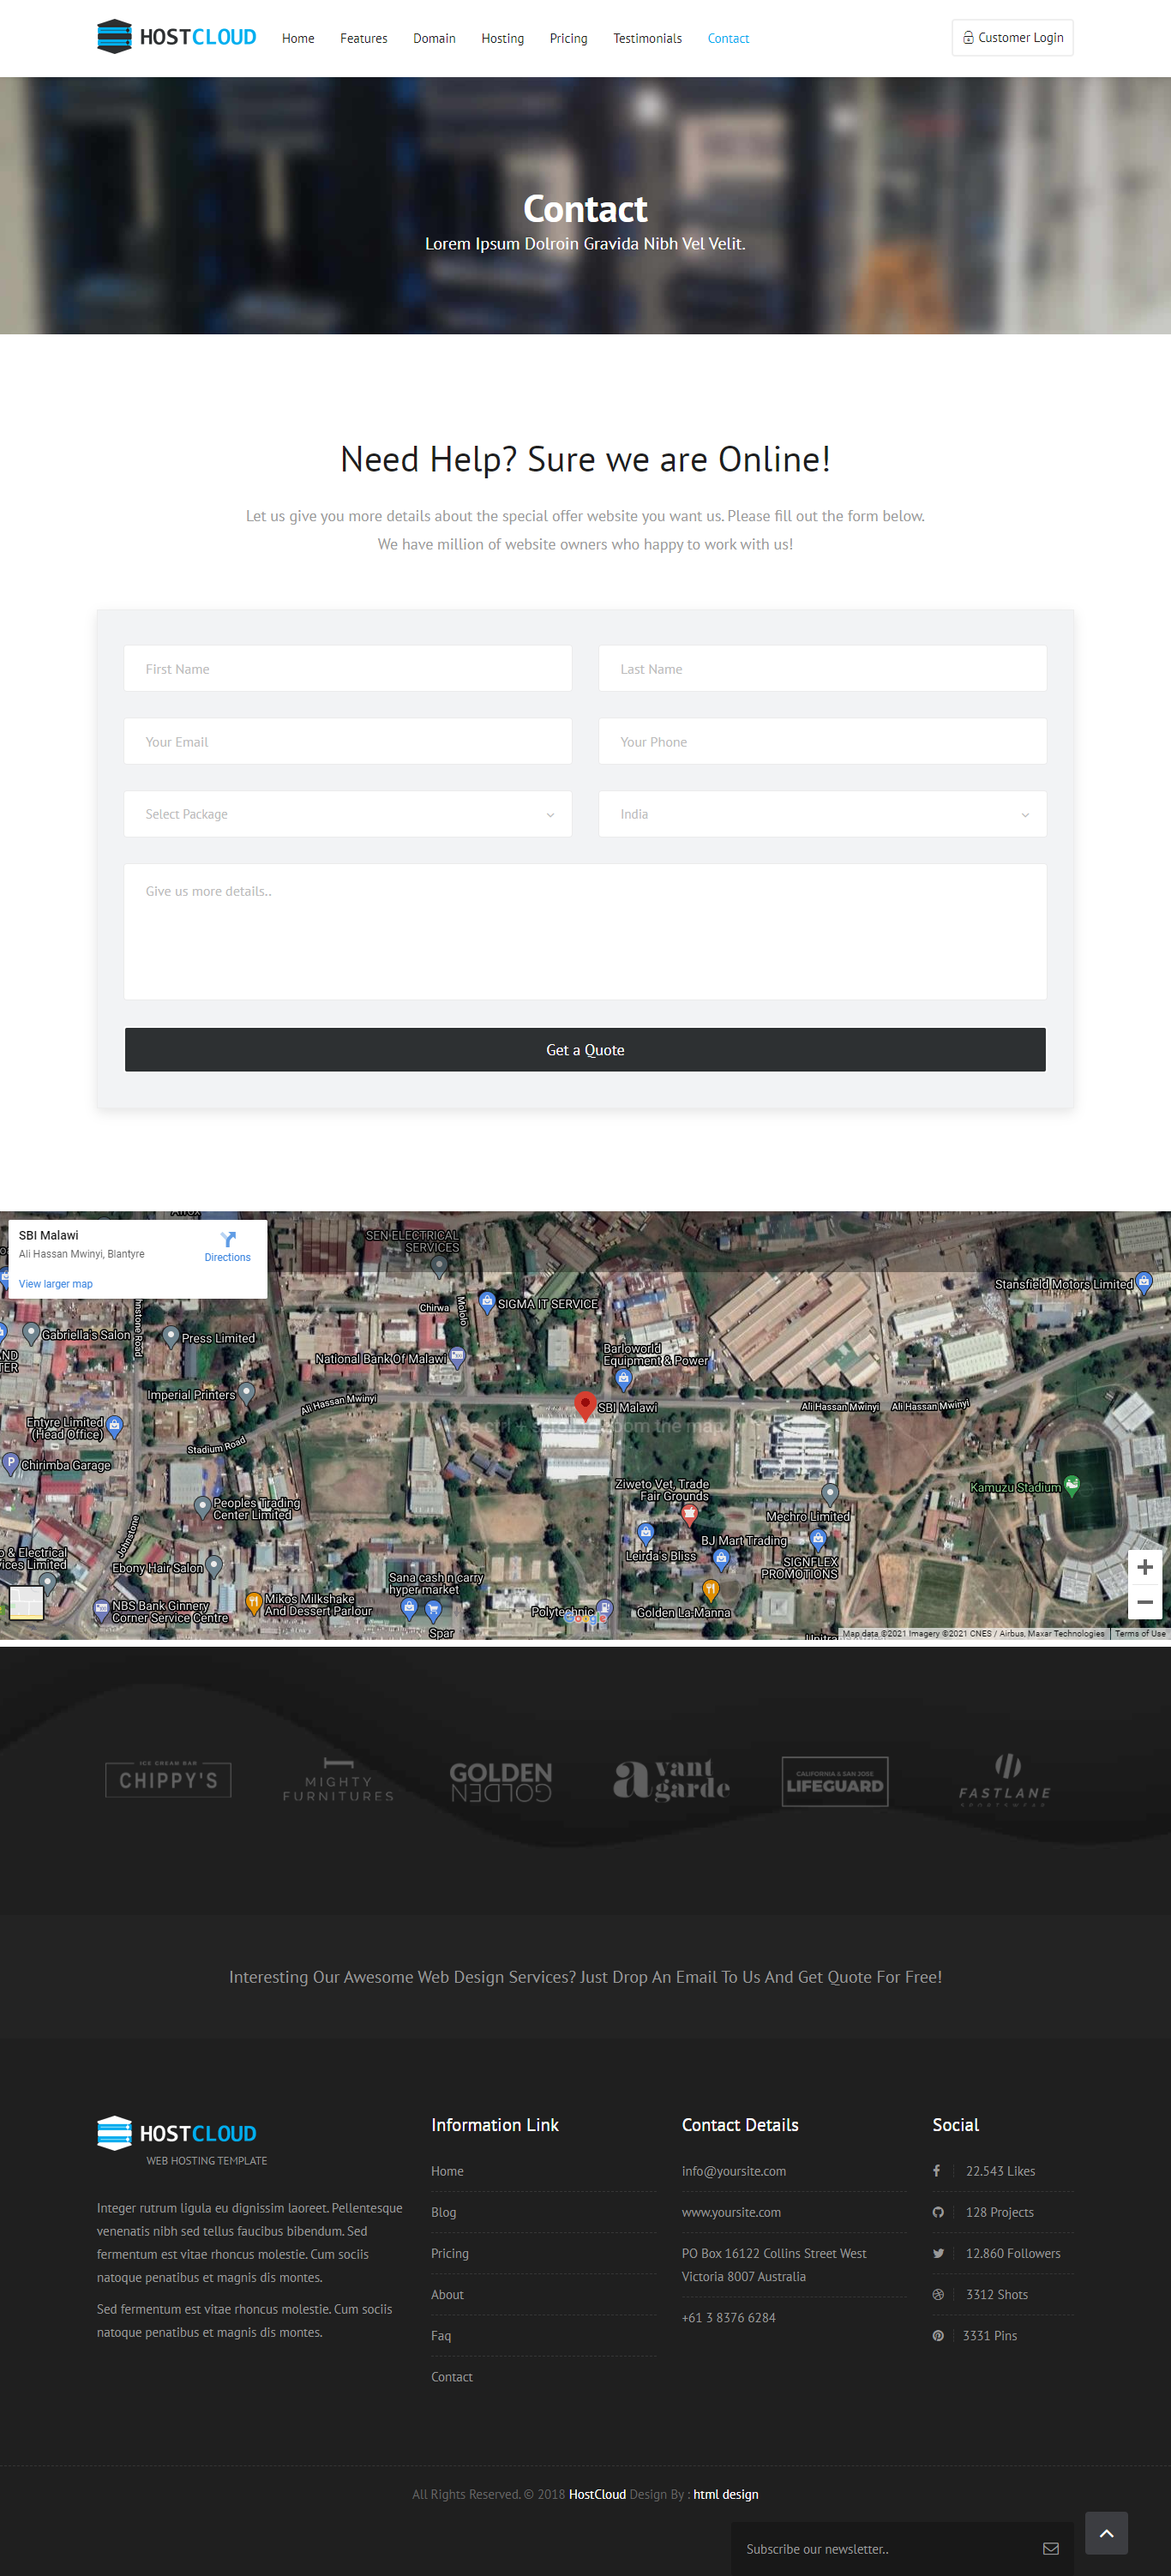 HOSTCLOUD
Home
Features
Domain
Hosting
Pricing
Testimonials
Contact
Customer Login
Contact
Lorem Ipsum Dolroin Gravida Nibh Vel Velit.
Need Help? Sure we are Online!
Let us give you more details about the special offer website you want us. Please fill out the form below.
We have million of website owners who happy to work with us!
First Name
Last Name
Your Email
Your Phone
Select Package
India
Give us more details..
Get a Quote
SBI Malawi
Ali Hassan Mwinyi, Blantyre
Directions
View larger map
SEN ELECTRICAL
SERVICES
Stansfield Motors Limited
Chirwa
Mololo
SIGMA IT SERVICE
Gabriella's Salon
Press Limited
National Bank Of Malawi
Barloworld
Equipment & Power
Imperial Printers
Ali Hassan Mwinyi
SBI Malawi
Ali Hassan Mwinyi
Ali Hassan Mwinyi
Entyre Limited
(Head Office)
Stadium Road
Chirimba Garage
Ziweto Vet, Trade
Fair Grounds
Kamuzu Stadium
Peoples Trading
Center Limited
Mechro Limited
Johnstone
BJ Mart Trading
Leirda's Bliss
SIGNFLEX
PROMOTIONS
& Electrical
Limited
Ebony Hair Salon
Sana cash n carry
hyper market
NBS Bank Ginnery
Corner Service Centre
Mikos Milkshake
And Dessert Parlour
Polytechnic
Golden La-Manna
Spar
Google
Map data ©2021 Imagery ©2021 CNES / Airbus, Maxar Technologies
Terms of Use
ICE CREAM BAR
CHIPPY'S
MIGHTY
FURNITURES
GOLDEN
GOLDEN
avant
garde
CALIFORNIA & SAN JOSE
LIFEGUARD
FASTLANE
SPORTSWEAR
Interesting Our Awesome Web Design Services? Just Drop An Email To Us And Get Quote For Free!
HOSTCLOUD
WEB HOSTING TEMPLATE
Integer rutrum ligula eu dignissim laoreet. Pellentesque
venenatis nibh sed tellus faucibus bibendum. Sed
fermentum est vitae rhoncus molestie. Cum sociis
natoque penatibus et magnis dis montes.
Sed fermentum est vitae rhoncus molestie. Cum sociis
natoque penatibus et magnis dis montes.
Information Link
Home
Blog
Pricing
About
Faq
Contact
Contact Details
info@yoursite.com
www.yoursite.com
PO Box 16122 Collins Street West
Victoria 8007 Australia
+61 3 8376 6284
Social
22.543 Likes
128 Projects
12.860 Followers
3312 Shots
3331 Pins
All Rights Reserved. © 2018 HostCloud Design By : html design
Subscribe our newsletter..